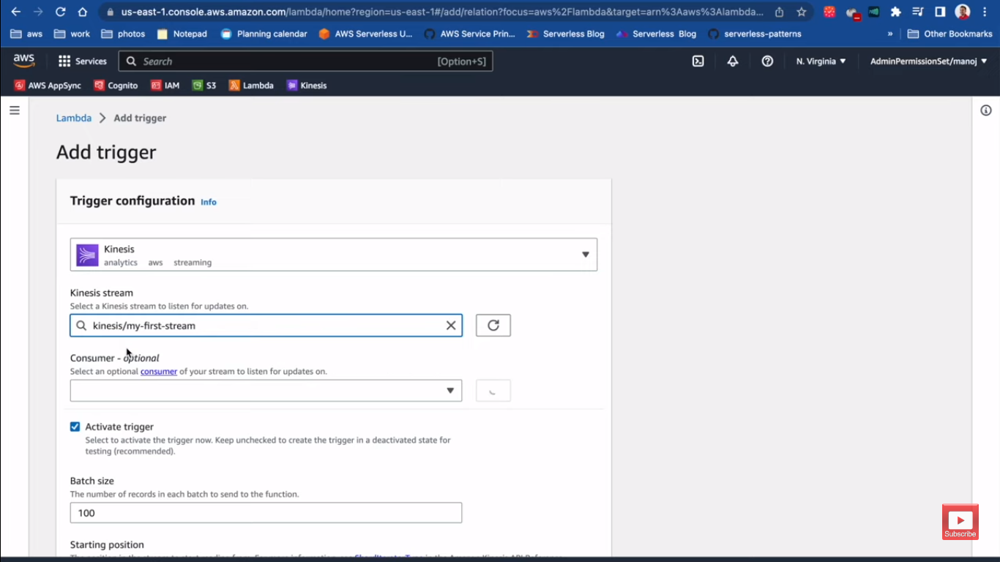 us-east-1.console.aws.amazon.com/lambda/home?region=us-east-1#/add/relation?focus=aws%2Flambda&target=arn%3Aaws%3Alambda...
aws work photos Notepad Planning calendar AWS Serverless U... AWS Service Prin... Serverless Blog Serverless Blog serverless-patterns » Other Bookmarks
aws Services Search [Option+S] N. Virginia ▼ AdminPermissionSet/manoj ▼
AWS AppSync Cognito IAM S3 Lambda Kinesis
Lambda > Add trigger
Add trigger
Trigger configuration Info
Kinesis
analytics aws streaming
Kinesis stream
Select a Kinesis stream to listen for updates on.
kinesis/my-first-stream
Consumer - optional
Select an optional consumer of your stream to listen for updates on.
Activate trigger
Select to activate the trigger now. Keep unchecked to create the trigger in a deactivated state for
testing (recommended).
Batch size
The number of records in each batch to send to the function.
100
Subscribe
Starting position